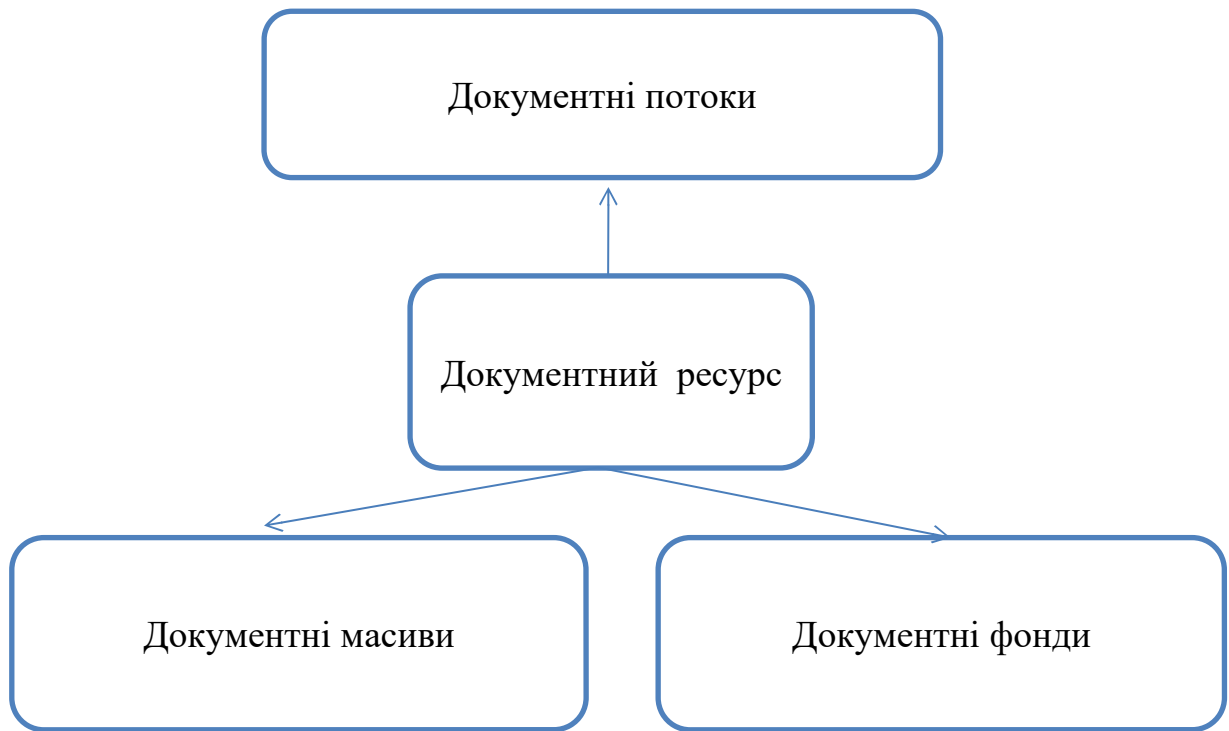 Документні потоки
Документний ресурс
Документні масиви
Документні фонди